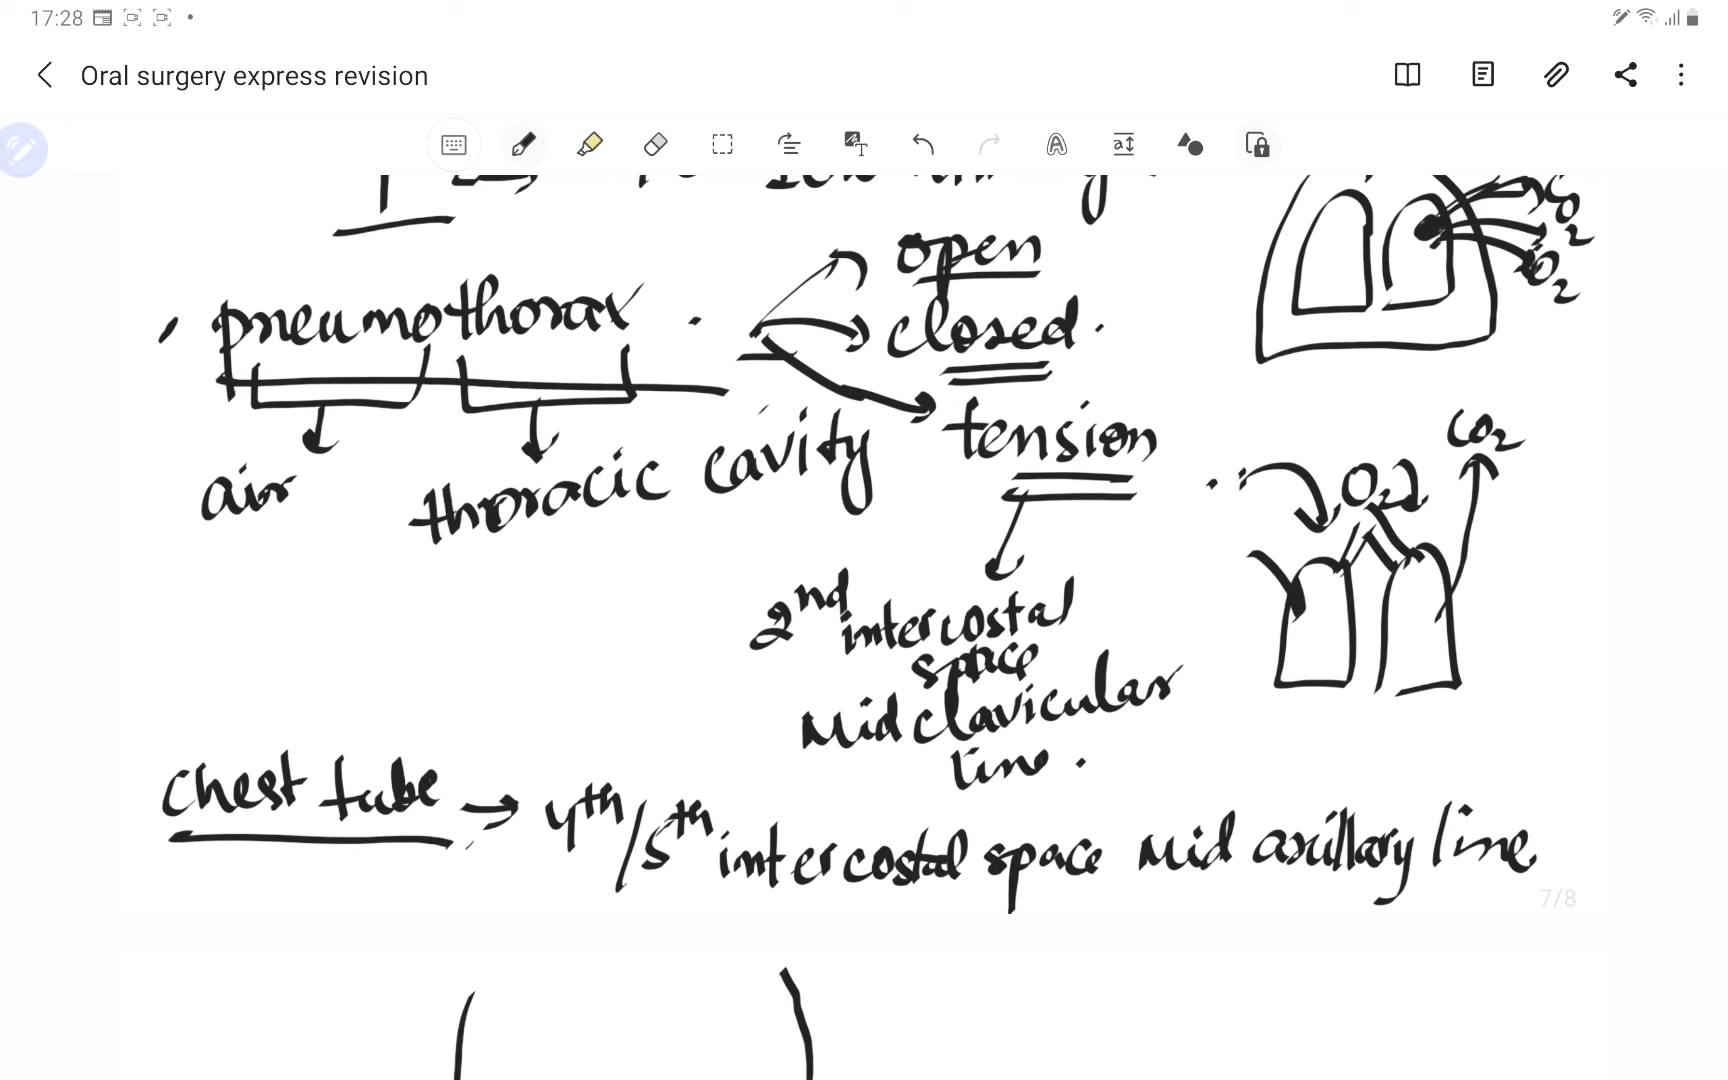 17:28
Oral surgery express revision
open
pneumothorax . closed.
air thoracic cavity tension
2nd intercostal
space
Mid clavicular
line .
CO2
O2
CO2
O2
Chest tube → 4th/5th intercostal space Mid axillary line
7/8